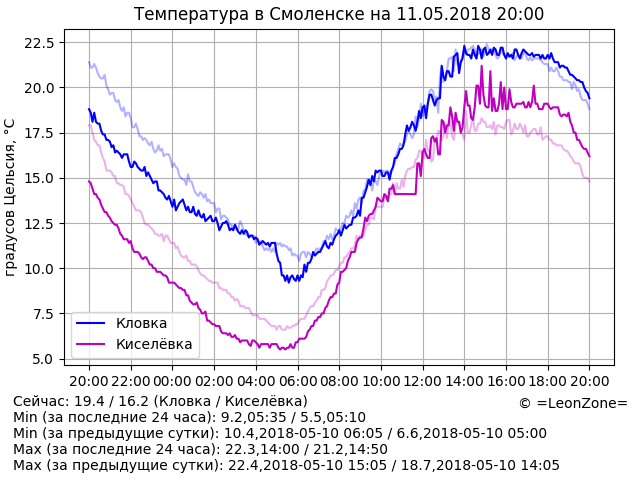 Температура в Смоленске на 11.05.2018 20:00
градусов Цельсия, °C
22.5
20.0
17.5
15.0
12.5
10.0
7.5
5.0
Кловка
Киселёвка
20:00 22:00 00:00 02:00 04:00 06:00 08:00 10:00 12:00 14:00 16:00 18:00 20:00
Сейчас: 19.4 / 16.2 (Кловка / Киселёвка)
© =LeonZone=
Min (за последние 24 часа): 9.2,05:35 / 5.5,05:10
Min (за предыдущие сутки): 10.4,2018-05-10 06:05 / 6.6,2018-05-10 05:00
Max (за последние 24 часа): 22.3,14:00 / 21.2,14:50
Max (за предыдущие сутки): 22.4,2018-05-10 15:05 / 18.7,2018-05-10 14:05